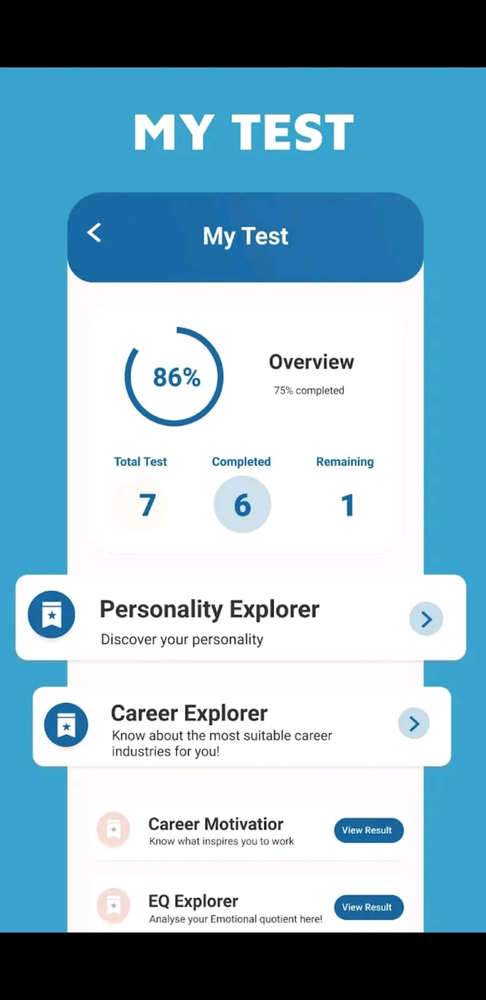 MY TEST
My Test
86%
Overview
75% completed
Total Test
Completed
Remaining
7
6
1
Personality Explorer
Discover your personality
Career Explorer
Know about the most suitable career
industries for you!
Career Motivatior
Know what inspires you to work
View Result
EQ Explorer
Analyse your Emotional quotient here!
View Result